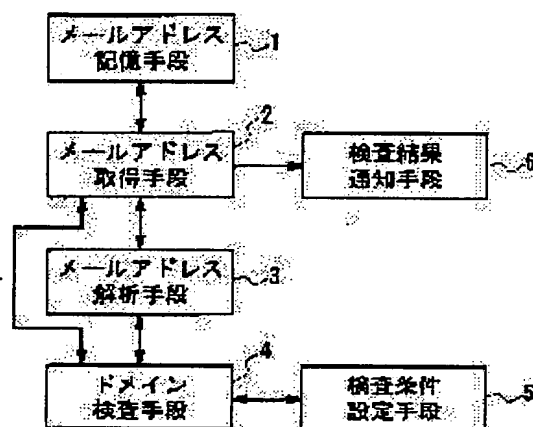 メールアドレス
記憶手段
1
メールアドレス
取得手段
2
検査結果
通知手段
6
メールアドレス
解析手段
3
ドメイン
検査手段
4
検査条件
設定手段
5